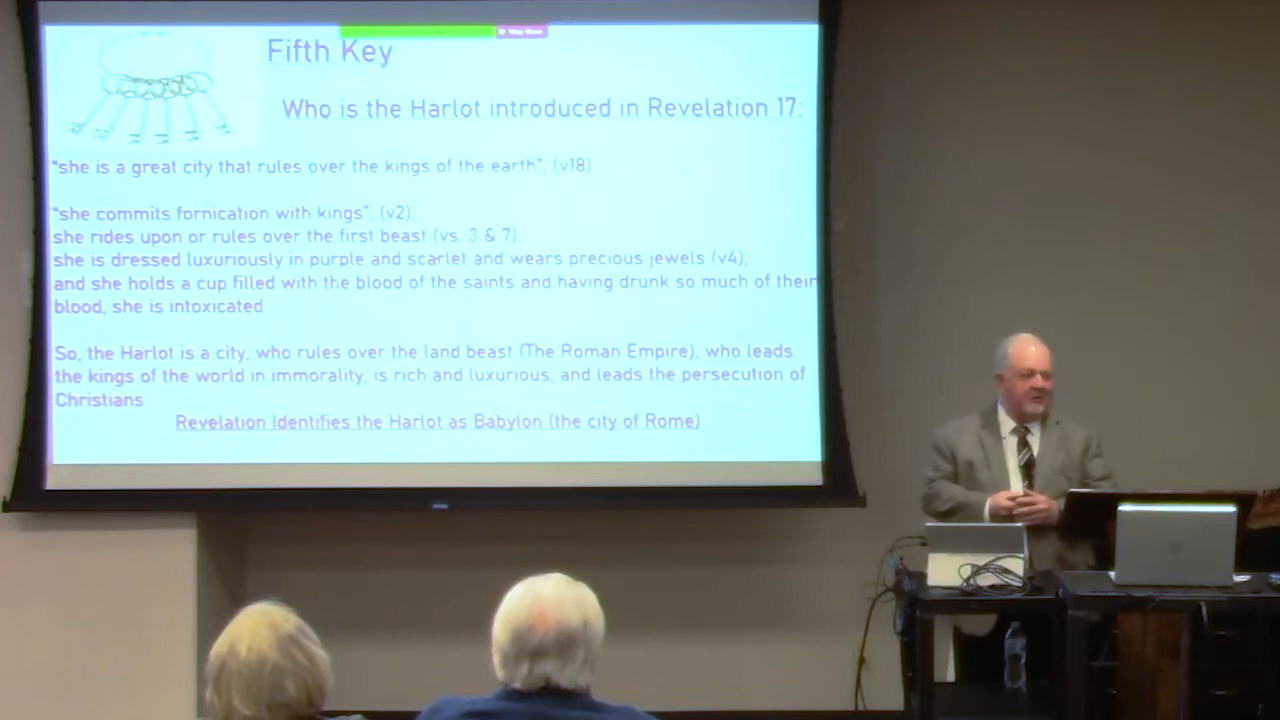 Fifth Key
Who is the Harlot introduced in Revelation 17:
"she is a great city that rules over the kings of the earth", (v18)
"she commits fornication with kings", (v2),
she rides upon or rules over the first beast (vs. 3 & 7),
she is dressed luxuriously in purple and scarlet and wears precious jewels (v4),
and she holds a cup filled with the blood of the saints and having drunk so much of their
blood, she is intoxicated
So, the Harlot is a city, who rules over the land beast (The Roman Empire), who leads
the kings of the world in immorality, is rich and luxurious, and leads the persecution of
Christians
Revelation Identifies the Harlot as Babylon (the city of Rome)